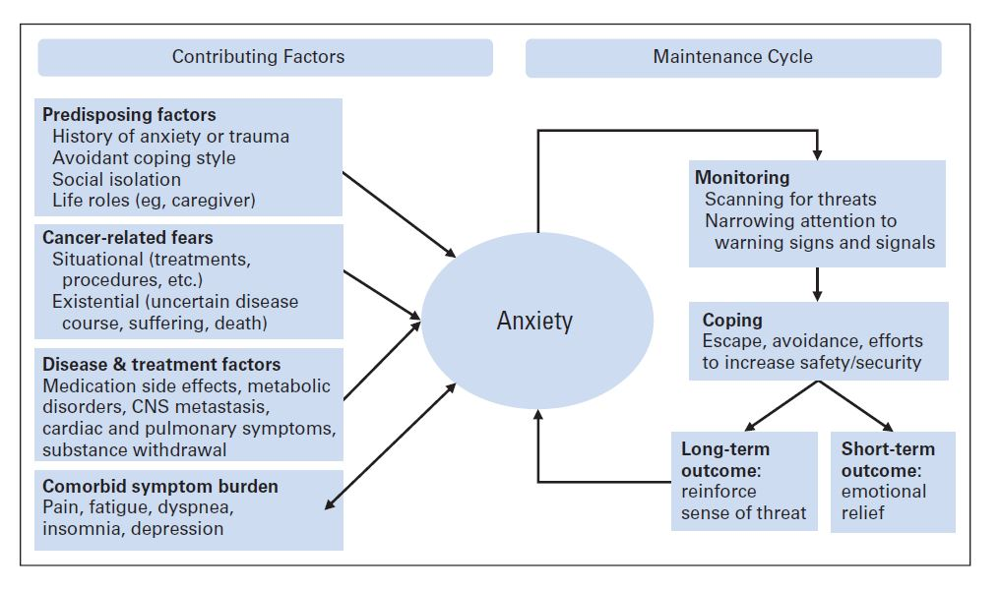 Contributing Factors
Maintenance Cycle
Predisposing factors
History of anxiety or trauma
Avoidant coping style
Social isolation
Life roles (eg, caregiver)
Cancer-related fears
Situational (treatments,
procedures, etc.)
Existential (uncertain disease
course, suffering, death)
Disease & treatment factors
Medication side effects, metabolic
disorders, CNS metastasis,
cardiac and pulmonary symptoms,
substance withdrawal
Comorbid symptom burden
Pain, fatigue, dyspnea,
insomnia, depression
Anxiety
Monitoring
Scanning for threats
Narrowing attention to
warning signs and signals
Coping
Escape, avoidance, efforts
to increase safety/security
Long-term
outcome:
reinforce
sense of threat
Short-term
outcome:
emotional
relief